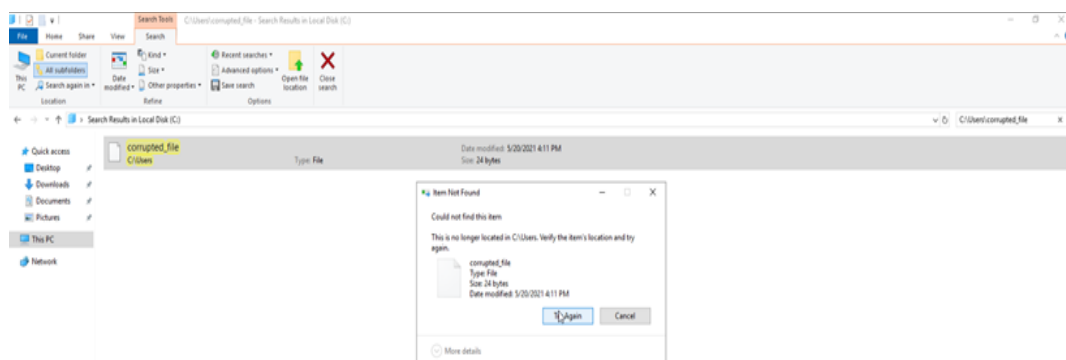 Search Tools C:\Users\corrupted_file - Search Results in Local Disk (C:)
File Home Share View Search
This PC
Current folder
All subfolders
Search again in
Location
Date modified
Kind
Size
Other properties
Refine
Recent searches
Advanced options
Save search
Options
Open file location
Close search
Search Results in Local Disk (C:)
C:\Users\corrupted_file
Quick access
Desktop
Downloads
Documents
Pictures
This PC
Network
corrupted_file
C:\Users
Type: File
Date modified: 5/20/2021 4:11 PM
Size: 24 bytes
Item Not Found
Could not find this item
This is no longer located in C:\Users. Verify the item's location and try
again.
corrupted_file
Type: File
Size: 24 bytes
Date modified: 5/20/2021 4:11 PM
Again Cancel
More details